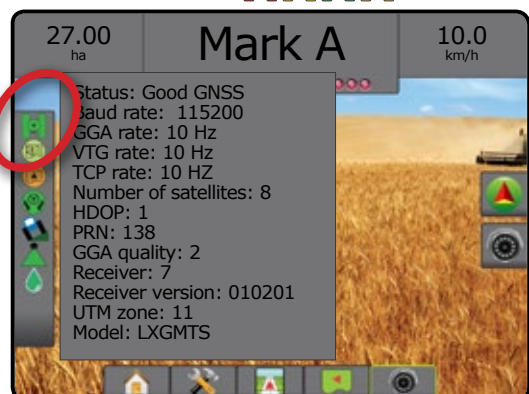 27.00
ha
Mark A
10.0
km/h
Status: Good GNSS
Baud rate: 115200
GGA rate: 10 Hz
VTG rate: 10 Hz
TCP rate: 10 HZ
Number of satellites: 8
HDOP: 1
PRN: 138
GGA quality: 2
Receiver: 7
Receiver version: 010201
UTM zone: 11
Model: LXGMTS